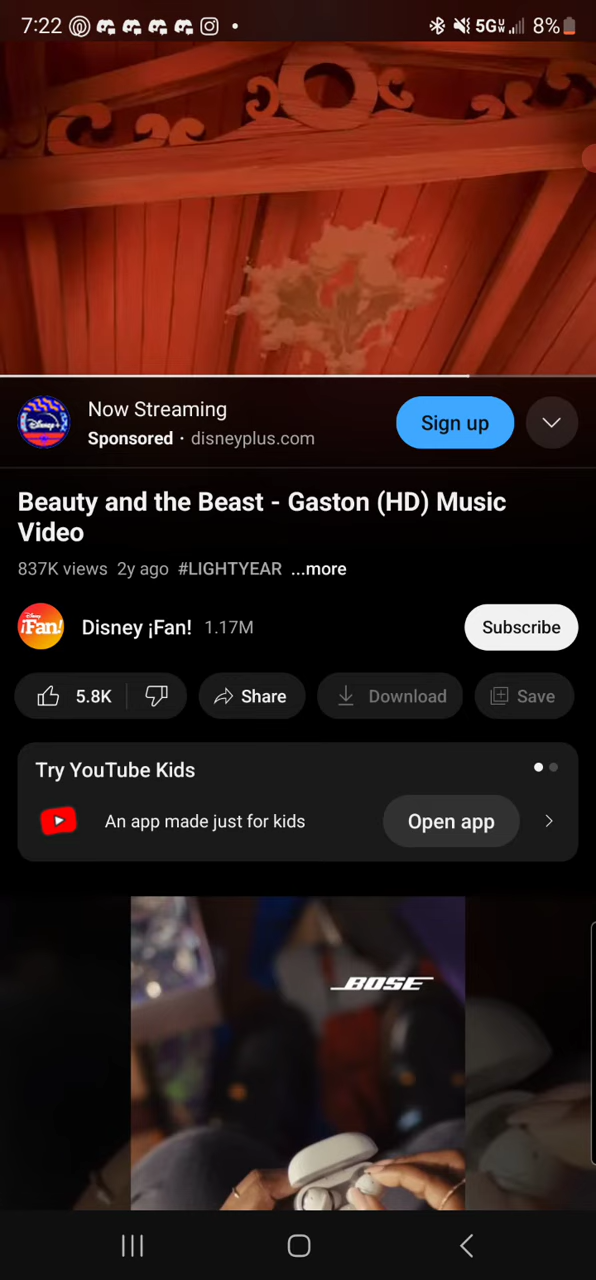 7:22 5G 8%
Disney+
Now Streaming
Sponsored · disneyplus.com
Sign up
Beauty and the Beast - Gaston (HD) Music
Video
837K views 2y ago #LIGHTYEAR ...more
Disney
¡Fan!
Disney ¡Fan! 1.17M
Subscribe
5.8K
Share
Download
Save
Try YouTube Kids
An app made just for kids
Open app
BOSE